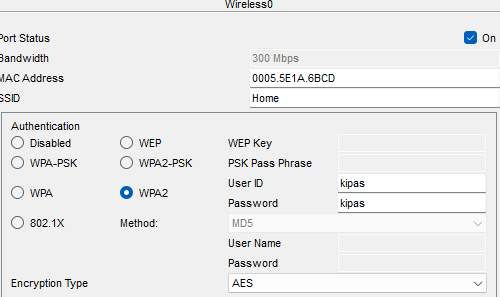 Wireless0
Port Status On
Bandwidth 300 Mbps
MAC Address 0005.5E1A.6BCD
SSID Home
Authentication
Disabled WEP WEP Key
WPA-PSK WPA2-PSK PSK Pass Phrase
User ID kipas
WPA WPA2
Password kipas
802.1X Method: MD5
User Name
Password
Encryption Type AES